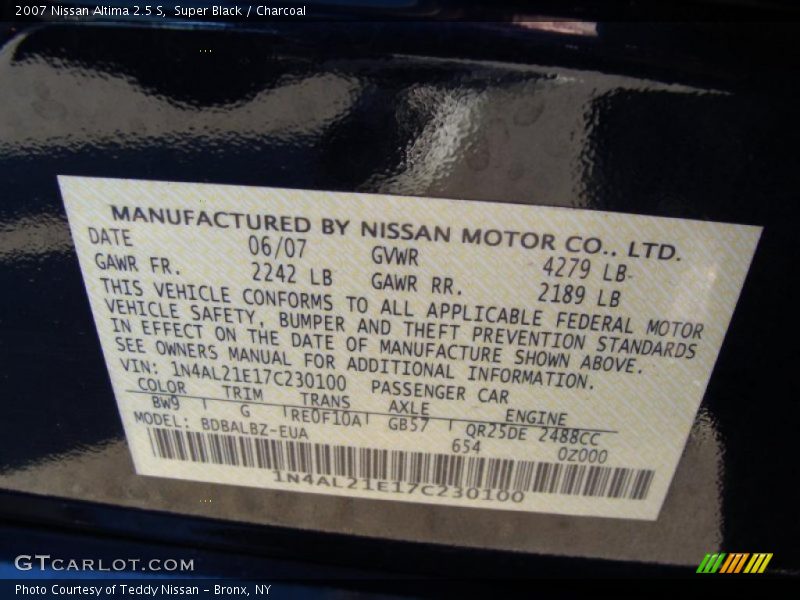 2007 Nissan Altima 2.5 S, Super Black / Charcoal
MANUFACTURED BY NISSAN MOTOR CO., LTD.
DATE 06/07 GVWR 4279 LB
GAWR FR. 2242 LB GAWR RR. 2189 LB
THIS VEHICLE CONFORMS TO ALL APPLICABLE FEDERAL MOTOR
VEHICLE SAFETY, BUMPER AND THEFT PREVENTION STANDARDS
IN EFFECT ON THE DATE OF MANUFACTURE SHOWN ABOVE.
SEE OWNERS MANUAL FOR ADDITIONAL INFORMATION.
VIN: 1N4AL21E17C230100 PASSENGER CAR
COLOR TRIM TRANS AXLE ENGINE
BW9 G RE0F10A GB57 QR25DE 2488CC
MODEL: BDBALBZ-EUA 654 0Z000
1N4AL21E17C230100
GTCARLOT.COM
Photo Courtesy of Teddy Nissan - Bronx, NY